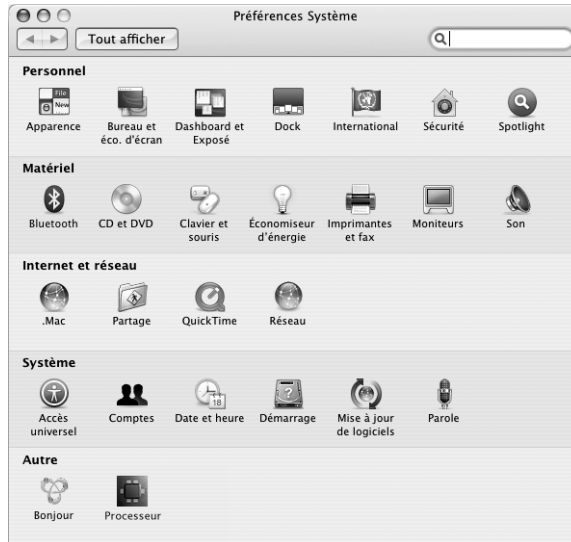 Préférences Système
Tout afficher
Personnel
File
New
Apparence
Bureau et
éco. d'écran
Dashboard et
Exposé
Dock
International
Sécurité
Spotlight
Matériel
Bluetooth
CD et DVD
Clavier et
souris
Économiseur
d'énergie
Imprimantes
et fax
Moniteurs
Son
Internet et réseau
.Mac
Partage
QuickTime
Réseau
Système
Accès
universel
Comptes
18
Date et heure
?
Démarrage
Mise à jour
de logiciels
Parole
Autre
Bonjour
Processeur